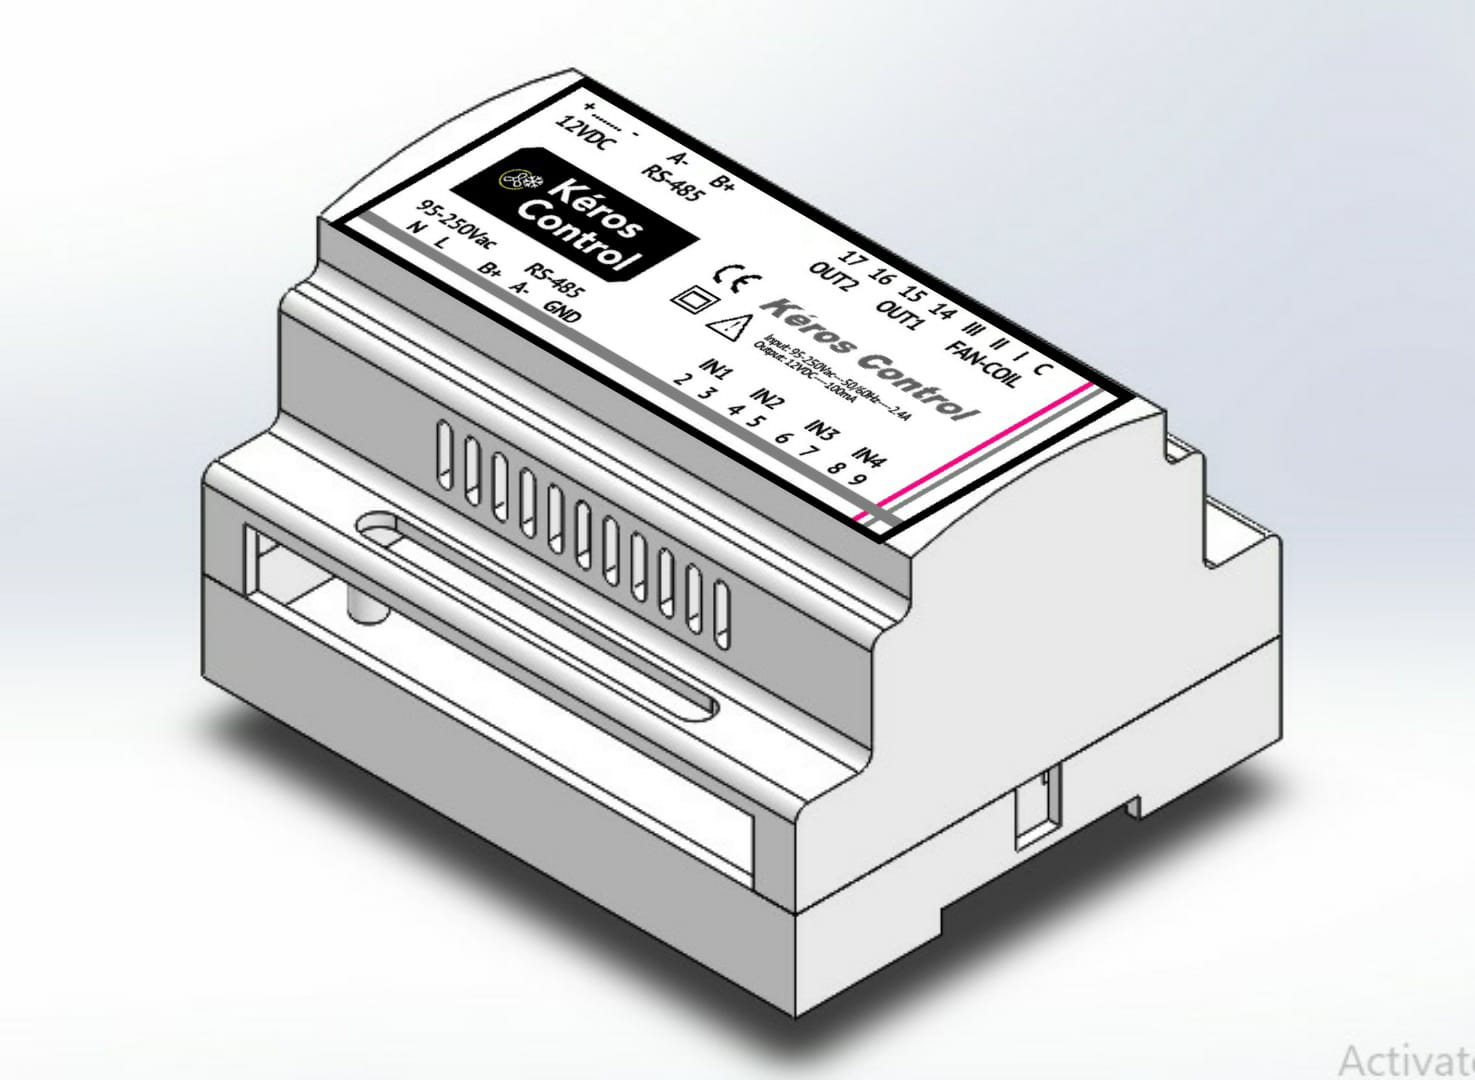 + ....... -
12VDC
A- B+
RS-485
Kéros
Control
95-250Vac
N L
RS-485
B+ A- GND
17 16 15 14 III II I C
OUT2 OUT1 FAN-COIL
CE
Kéros Control
Input: 95-250Vac---50/60Hz----2.4A
Output: 12VDC----100mA
IN1 IN2 IN3 IN4
2 3 4 5 6 7 8 9